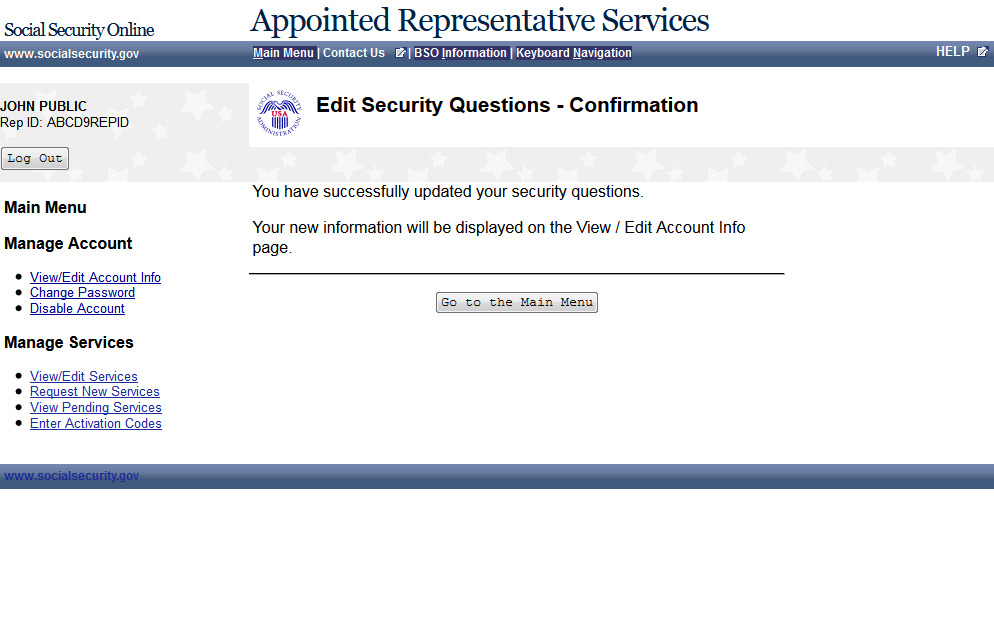 Social Security Online
Appointed Representative Services
www.socialsecurity.gov
Main Menu | Contact Us | BSO Information | Keyboard Navigation
HELP
JOHN PUBLIC
Rep ID: ABCD9REPID
Log Out
SOCIAL SECURITY
USA
ADMINISTRATION
Edit Security Questions - Confirmation
Main Menu
Manage Account
View/Edit Account Info
Change Password
Disable Account
Manage Services
View/Edit Services
Request New Services
View Pending Services
Enter Activation Codes
You have successfully updated your security questions.
Your new information will be displayed on the View / Edit Account Info
page.
Go to the Main Menu
www.socialsecurity.gov